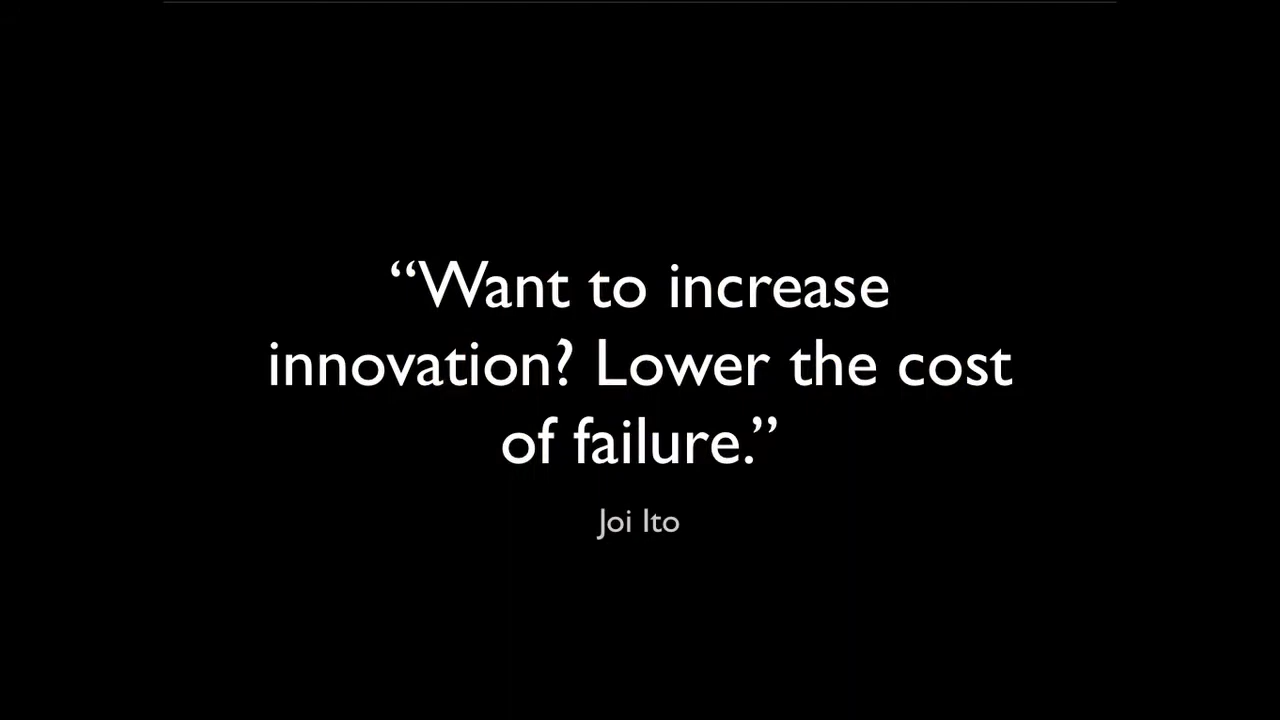 “Want to increase
innovation? Lower the cost
of failure.”
Joi Ito